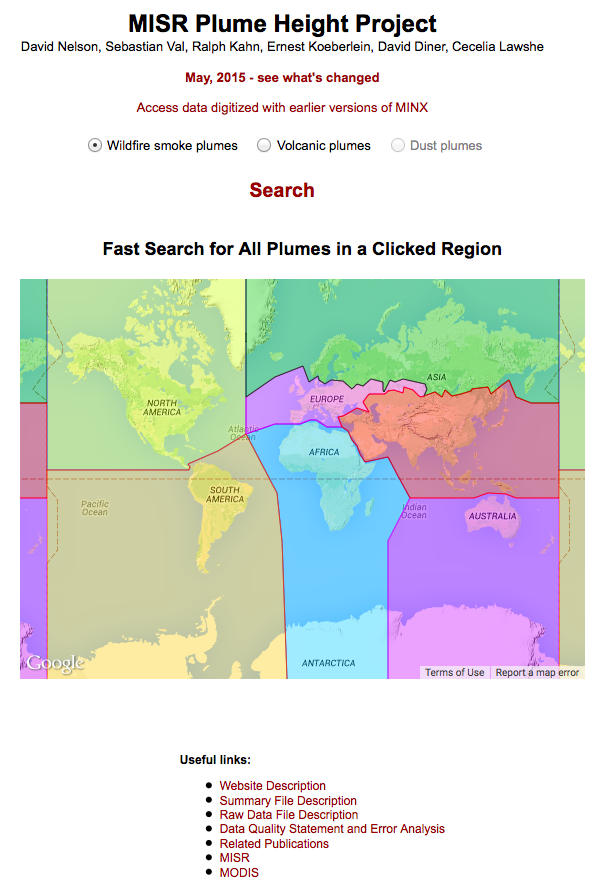 MISR Plume Height Project
David Nelson, Sebastian Val, Ralph Kahn, Ernest Koeberlein, David Diner, Cecelia Lawshe
May, 2015 - see what's changed
Access data digitized with earlier versions of MINX
Wildfire smoke plumes Volcanic plumes Dust plumes
Search
Fast Search for All Plumes in a Clicked Region
ASIA
EUROPE
NORTH
AMERICA
Atlantic
Ocean
AFRICA
SOUTH
AMERICA
Pacific
Ocean
Indian
Ocean
AUSTRALIA
ANTARCTICA
Google
Terms of Use Report a map error
Useful links:
Website Description
Summary File Description
Raw Data File Description
Data Quality Statement and Error Analysis
Related Publications
MISR
MODIS